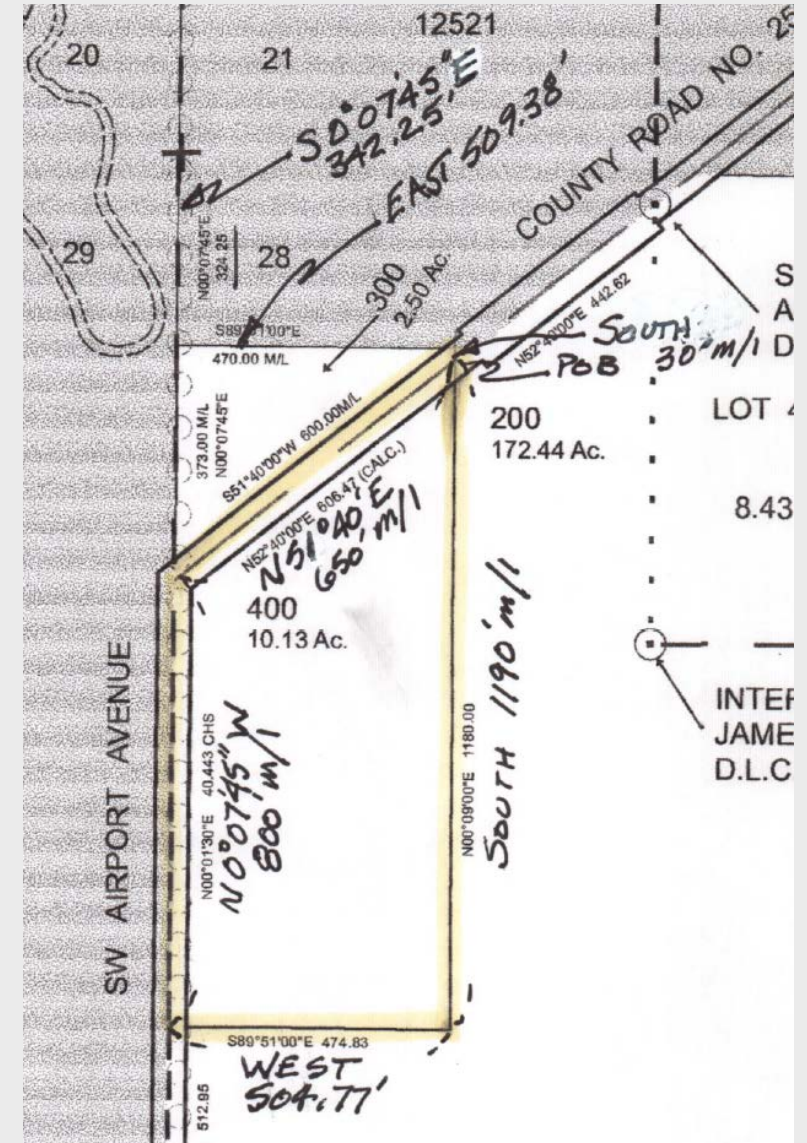 12521
20
21
S 0°07'45" E
342.25'
EAST 509.38'
COUNTY ROAD NO. 25
29
N00°07'45"E
324.25
28
300
2.50 Ac.
S89°51'00"E
470.00 M/L
N52°40'00"E 442.62
SOUTH
30' m/l
POB
S
A
D
LOT 4
200
172.44 Ac.
8.43
373.00 M/L
N00°07'45"E
S51°40'00"W 600.00M/L
N52°40'00"E 606.47 (CALC.)
N 51°40' E
650' m/l
400
10.13 Ac.
SW AIRPORT AVENUE
N00°01'30"E 40.443 CHS
N 0°07'45" W
800' m/l
N00°09'00"E 1180.00
SOUTH 1190' m/l
INTER
JAME
D.L.C
S89°51'00"E 474.83
WEST
504.77'
512.95